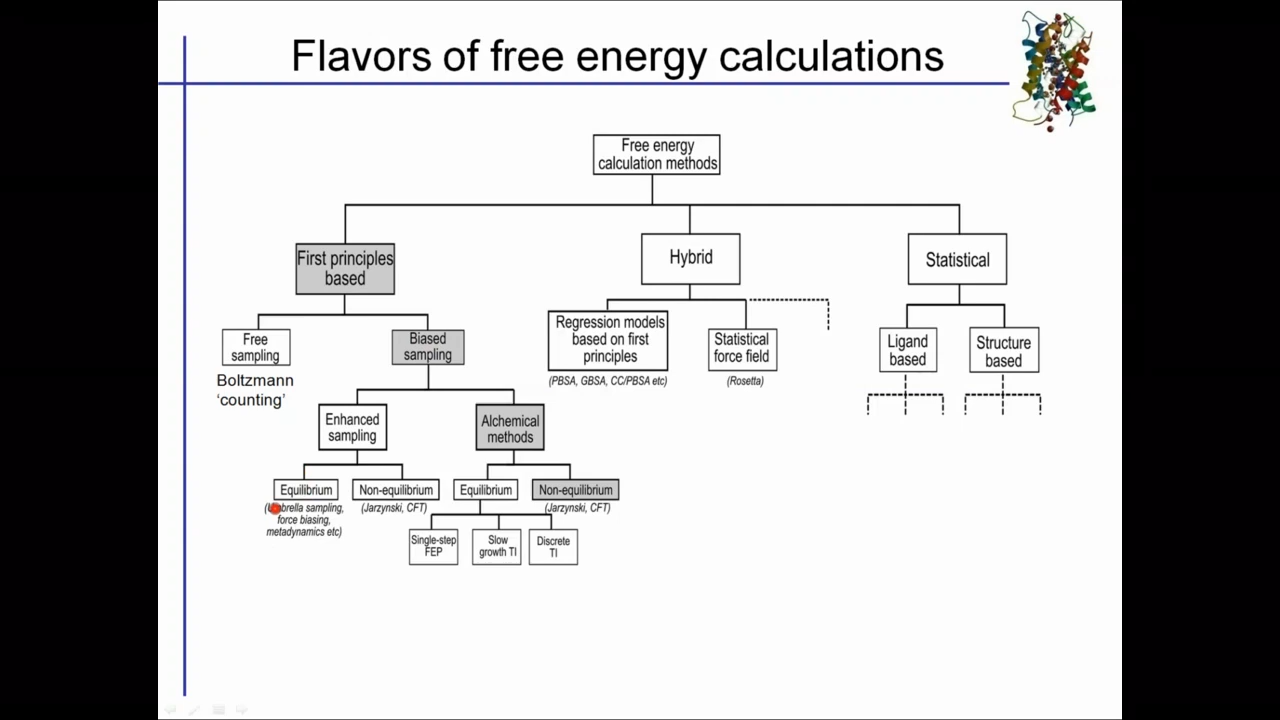 Flavors of free energy calculations
Free energy
calculation methods
First principles
based
Hybrid
Statistical
Free
sampling
Boltzmann
‘counting’
Biased
sampling
Regression models
based on first
principles
(PBSA, GBSA, CC/PBSA etc)
Statistical
force field
(Rosetta)
Ligand
based
Structure
based
Enhanced
sampling
Alchemical
methods
Equilibrium
(Umbrella sampling,
force biasing,
metadynamics etc)
Non-equilibrium
(Jarzynski, CFT)
Equilibrium
Non-equilibrium
(Jarzynski, CFT)
Single-step
FEP
Slow
growth TI
Discrete
TI